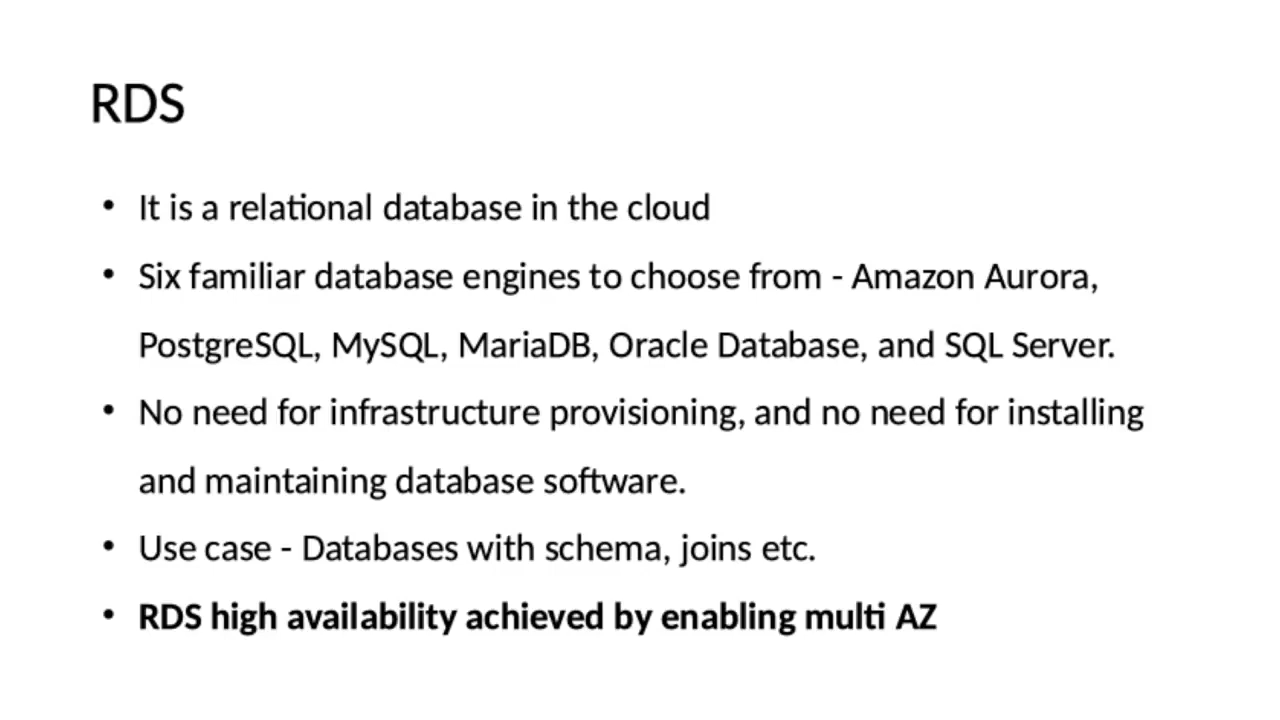 RDS
• It is a relational database in the cloud
• Six familiar database engines to choose from - Amazon Aurora,
PostgreSQL, MySQL, MariaDB, Oracle Database, and SQL Server.
• No need for infrastructure provisioning, and no need for installing
and maintaining database software.
• Use case - Databases with schema, joins etc.
• RDS high availability achieved by enabling multi AZ